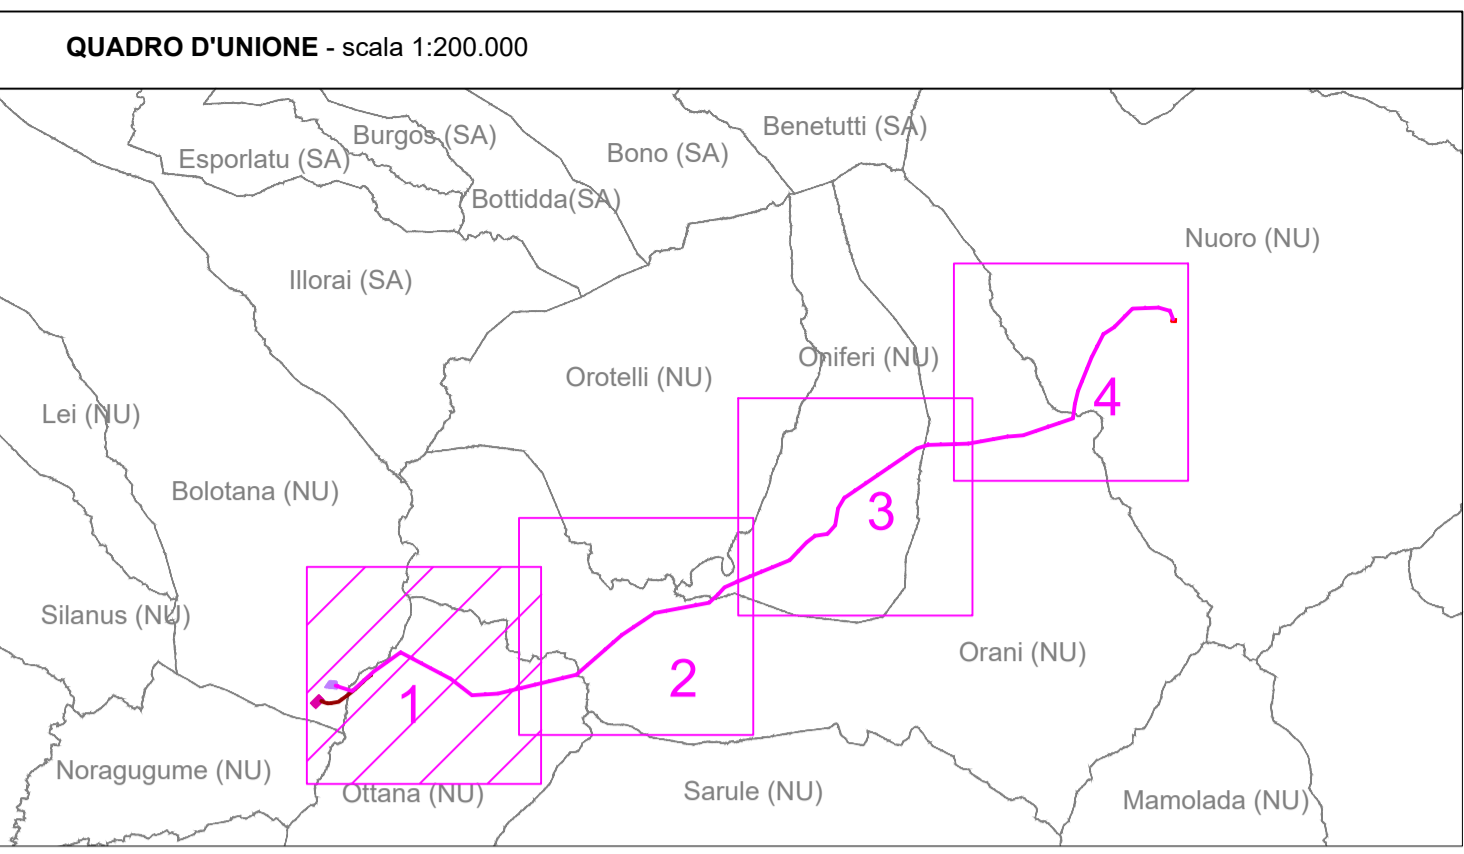 QUADRO D'UNIONE - scala 1:200.000
Benetutti (SA)
Burgos (SA)
Bono (SA)
Esporlatu (SA)
Bottidda(SA)
Nuoro (NU)
Illorai (SA)
Oniferi (NU)
Orotelli (NU)
4
Lei (NU)
Bolotana (NU)
3
Silanus (NU)
Orani (NU)
2
1
Noragugume (NU)
Ottana (NU)
Sarule (NU)
Mamolada (NU)